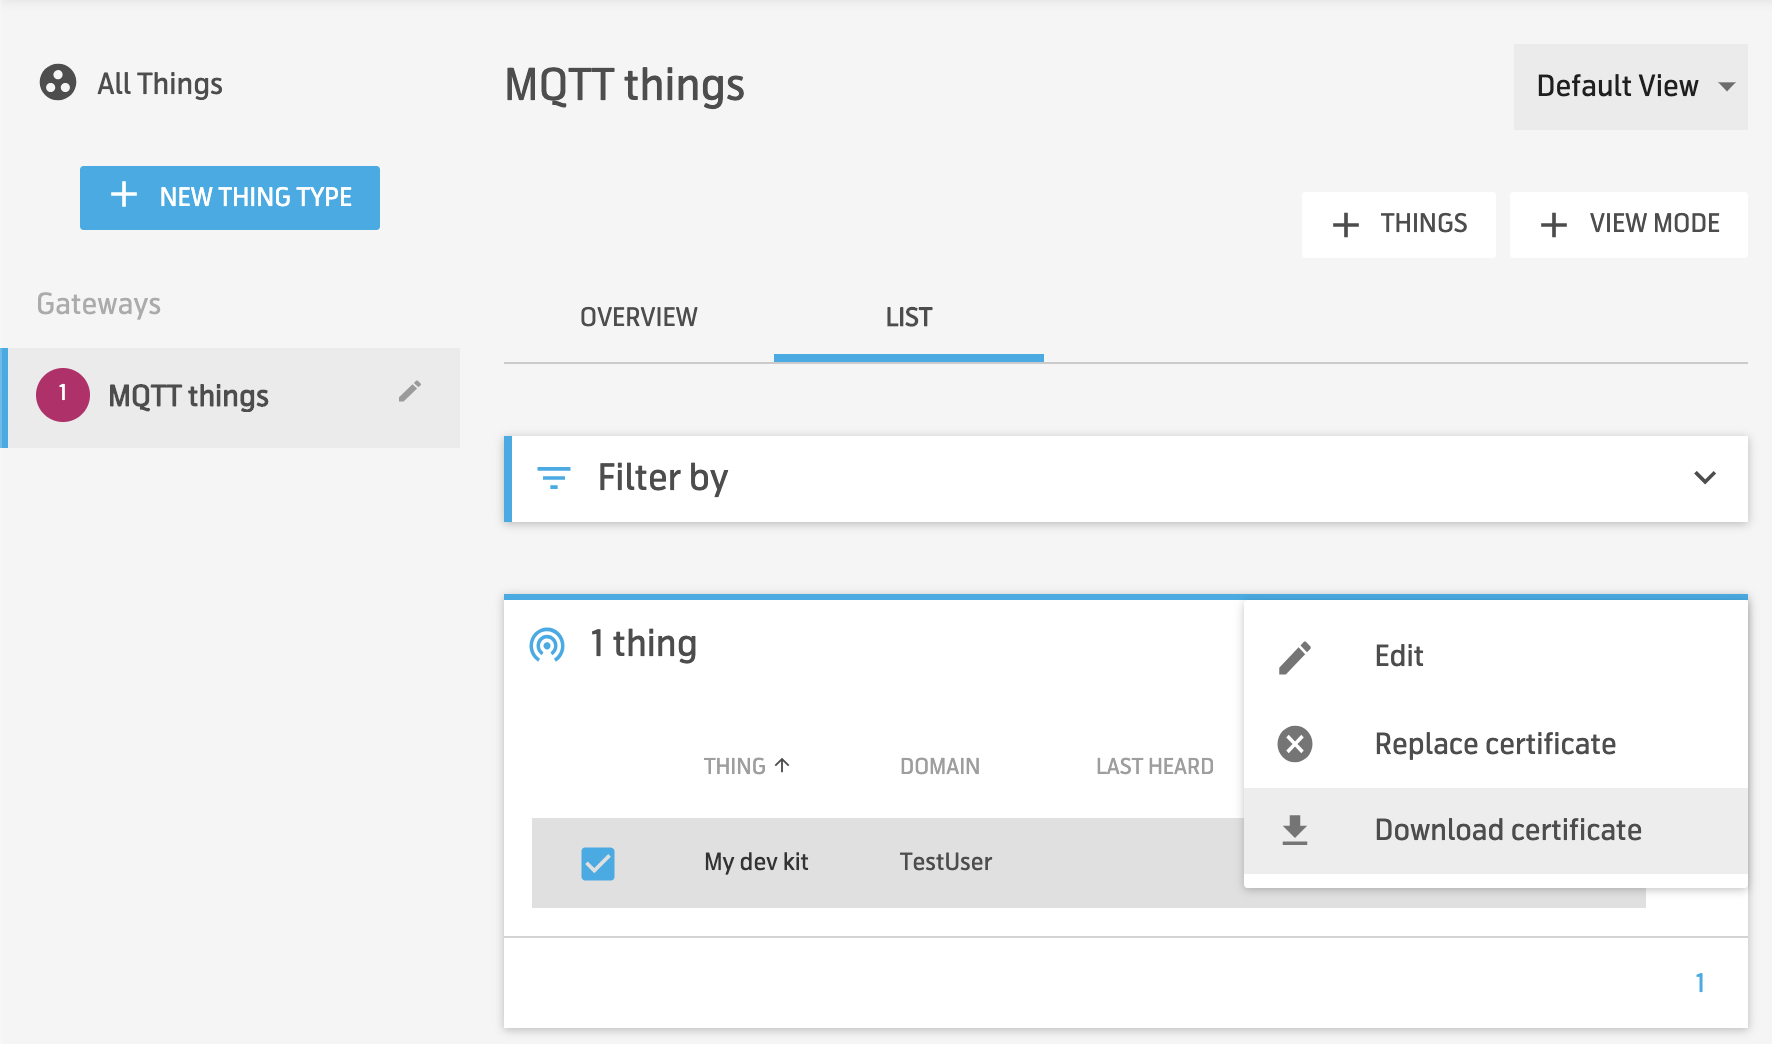 All Things
NEW THING TYPE
Gateways
1 MQTT things
MQTT things
Default View
THINGS
VIEW MODE
OVERVIEW
LIST
Filter by
1 thing
THING
DOMAIN
LAST HEARD
My dev kit
TestUser
Edit
Replace certificate
Download certificate
1